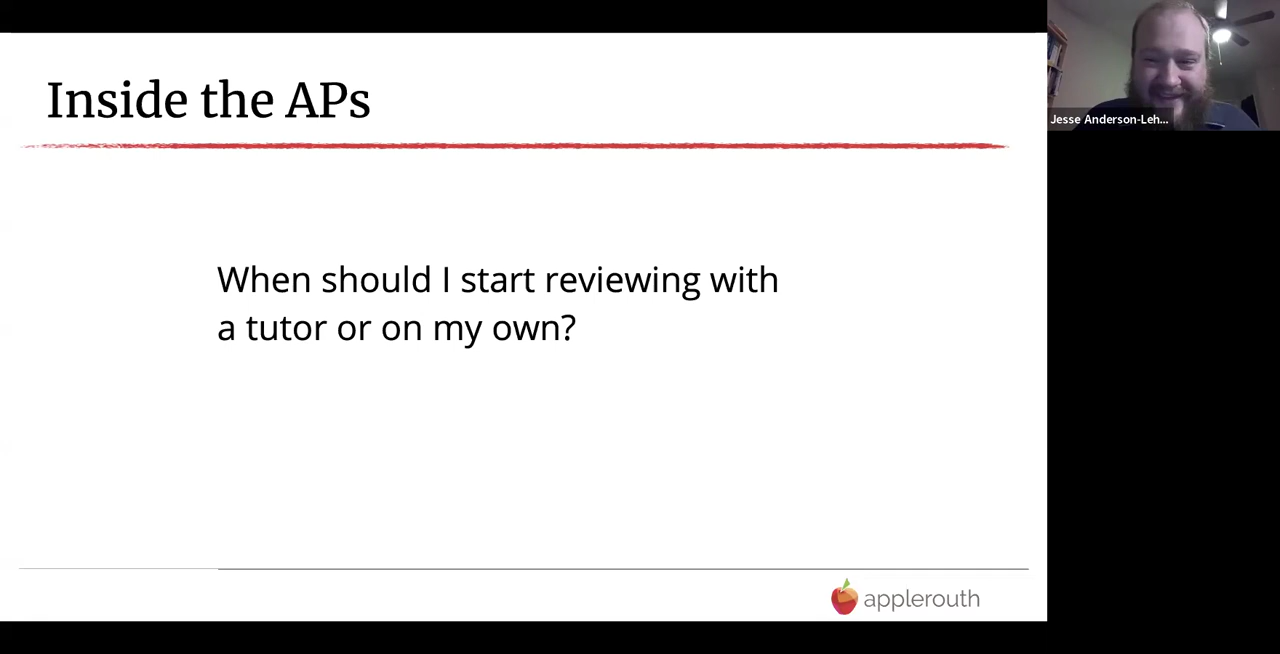 Inside the APs
Jesse Anderson-Leh...
When should I start reviewing with
a tutor or on my own?
applerouth